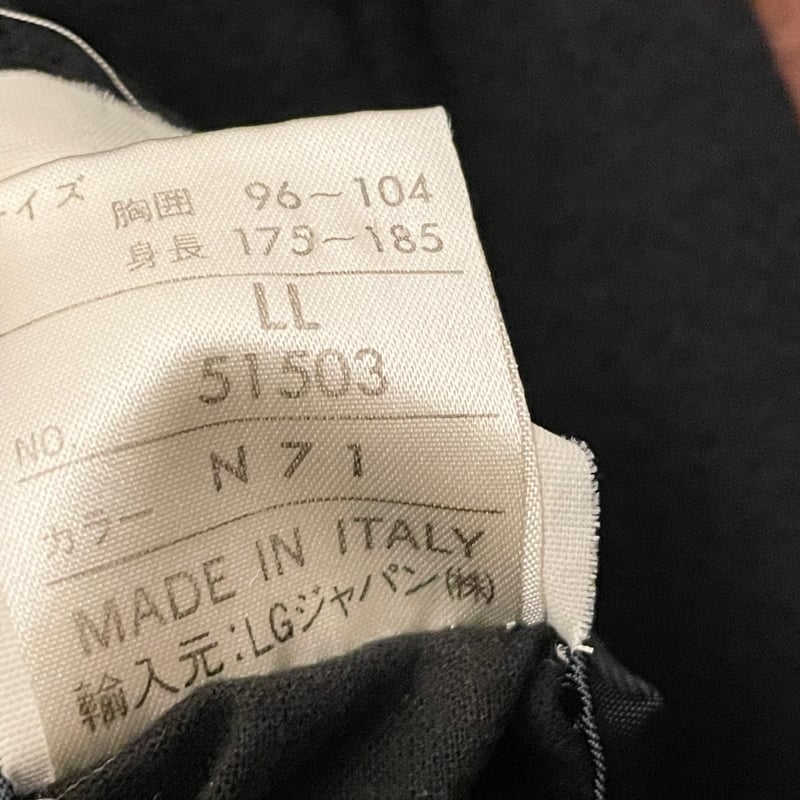 イズ 胸囲 96〜104
身長 175〜185
LL
NO. 51503
カラー N71
MADE IN ITALY
輸入元:LGジャパン(株)